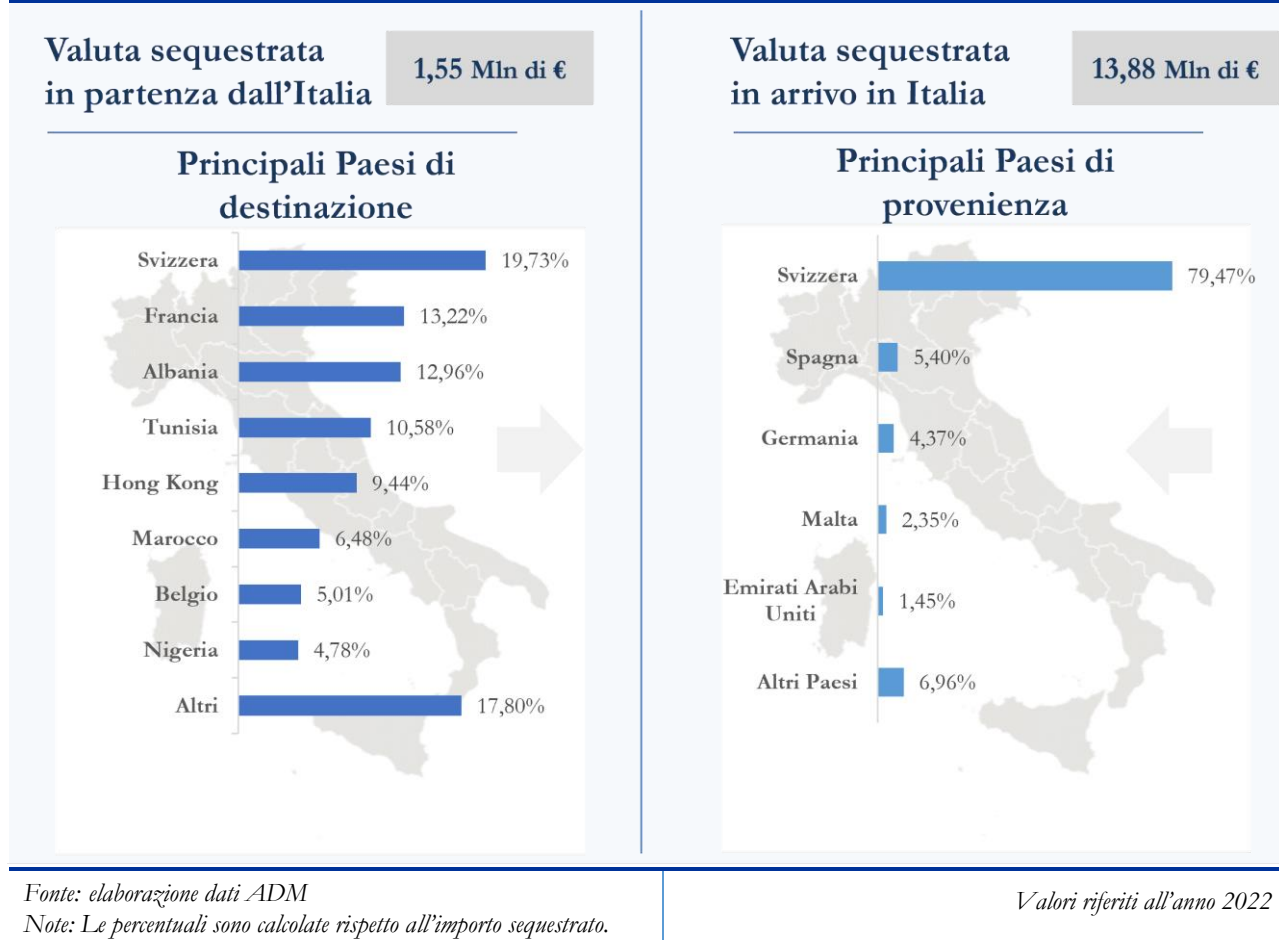 Valuta sequestrata
in partenza dall'Italia
1,55 Mln di €
Principali Paesi di
destinazione
Svizzera 19,73%
Francia 13,22%
Albania 12,96%
Tunisia 10,58%
Hong Kong 9,44%
Marocco 6,48%
Belgio 5,01%
Nigeria 4,78%
Altri 17,80%
Valuta sequestrata
in arrivo in Italia
13,88 Mln di €
Principali Paesi di
provenienza
Svizzera 79,47%
Spagna 5,40%
Germania 4,37%
Malta 2,35%
Emirati Arabi
Uniti 1,45%
Altri Paesi 6,96%
Fonte: elaborazione dati ADM
Note: Le percentuali sono calcolate rispetto all'importo sequestrato.
Valori riferiti all'anno 2022